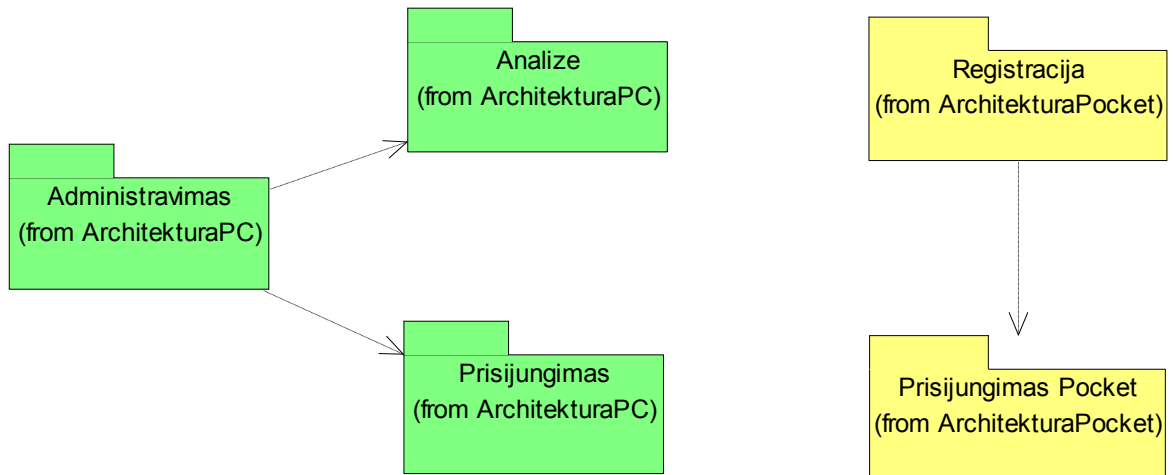 Analize
(from ArchitekturaPC)
Registracija
(from ArchitekturaPocket)
Administravimas
(from ArchitekturaPC)
Prisijungimas
(from ArchitekturaPC)
Prisijungimas Pocket
(from ArchitekturaPocket)